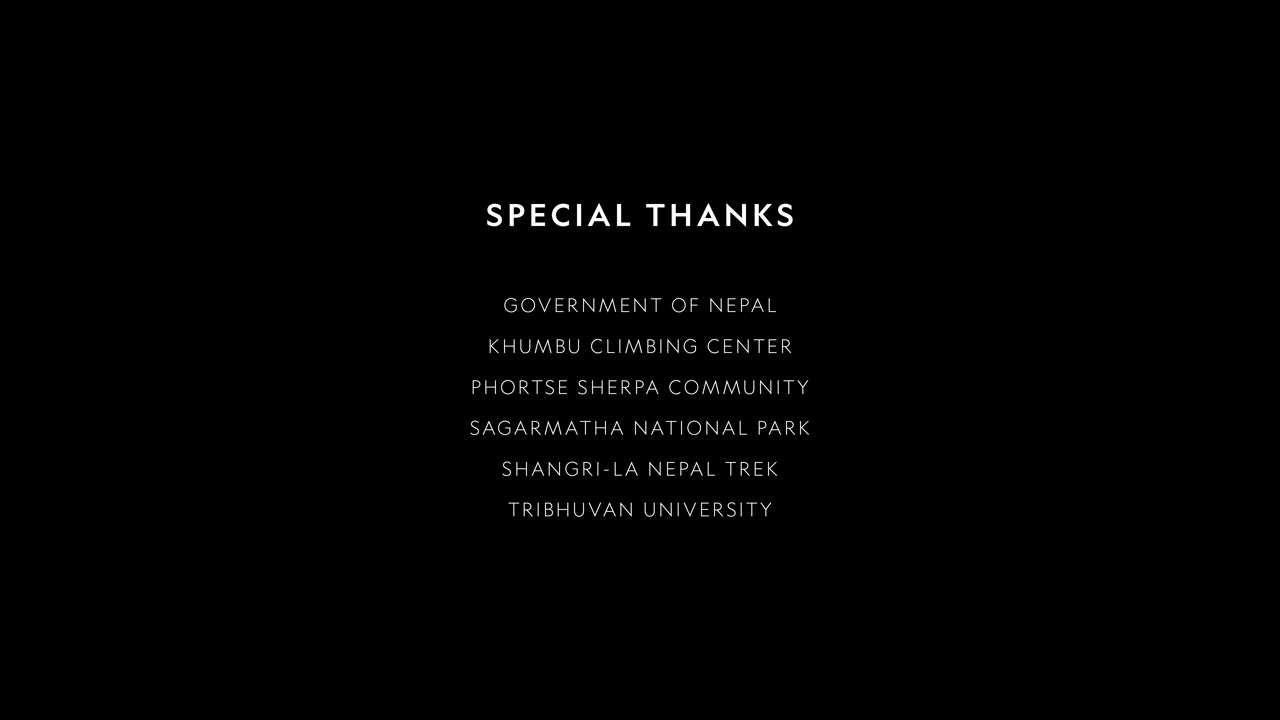 SPECIAL THANKS
GOVERNMENT OF NEPAL
KHUMBU CLIMBING CENTER
PHORTSE SHERPA COMMUNITY
SAGARMATHA NATIONAL PARK
SHANGRI-LA NEPAL TREK
TRIBHUVAN UNIVERSITY